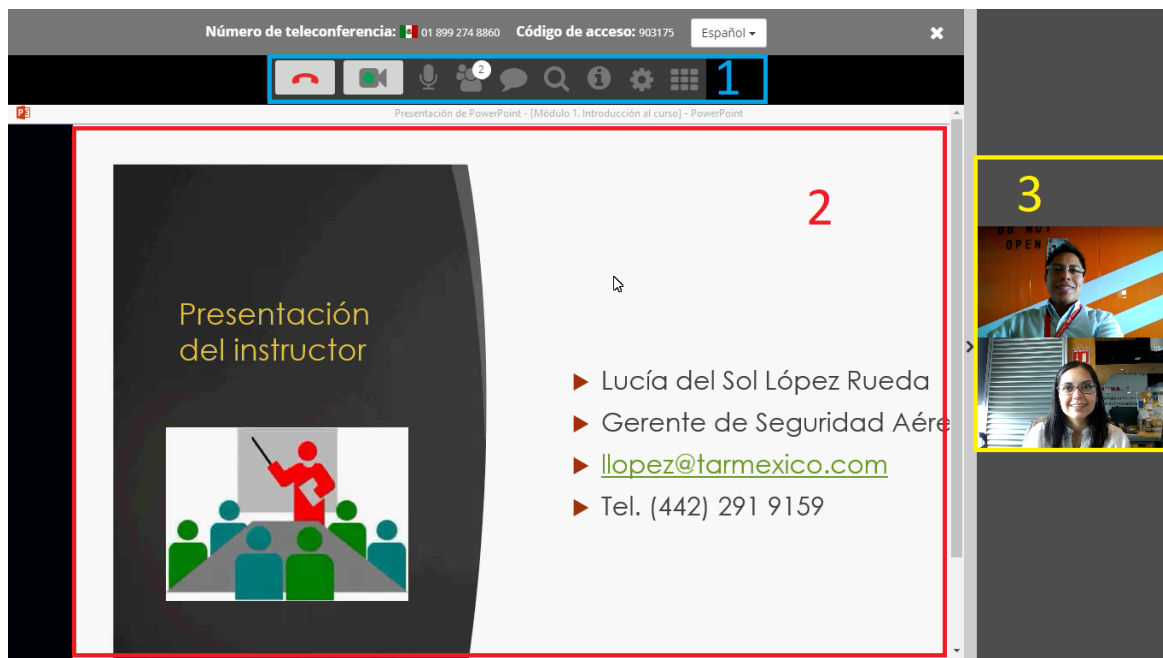 Número de teleconferencia: 01 899 274 8860 Código de acceso: 903175 Español
2
1
Presentación de PowerPoint - [Módulo 1. Introducción al curso] - PowerPoint
2
3
DO NOT
OPEN
Presentación
del instructor
Lucía del Sol López Rueda
Gerente de Seguridad Aére
llopez@tarmexico.com
Tel. (442) 291 9159